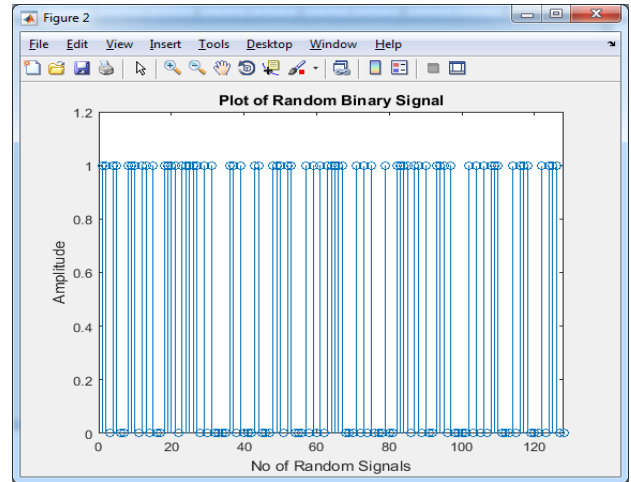 Figure 2
File Edit View Insert Tools Desktop Window Help
Plot of Random Binary Signal
1.2
1
0.8
0.6
0.4
0.2
0
Amplitude
0 20 40 60 80 100 120
No of Random Signals